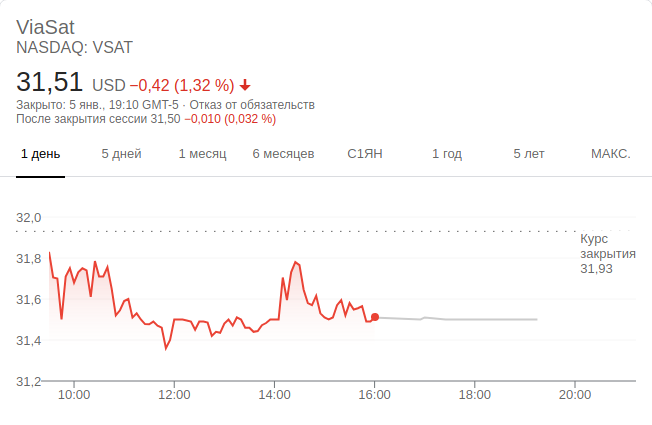 ViaSat
NASDAQ: VSAT
31,51 USD −0,42 (1,32 %)
Закрыто: 5 янв., 19:10 GMT-5 · Отказ от обязательств
После закрытия сессии 31,50 −0,010 (0,032 %)
1 день 5 дней 1 месяц 6 месяцев С1ЯН 1 год 5 лет МАКС.
32,0
Курс
закрытия
31,93
31,8
31,6
31,4
31,2
10:00 12:00 14:00 16:00 18:00 20:00